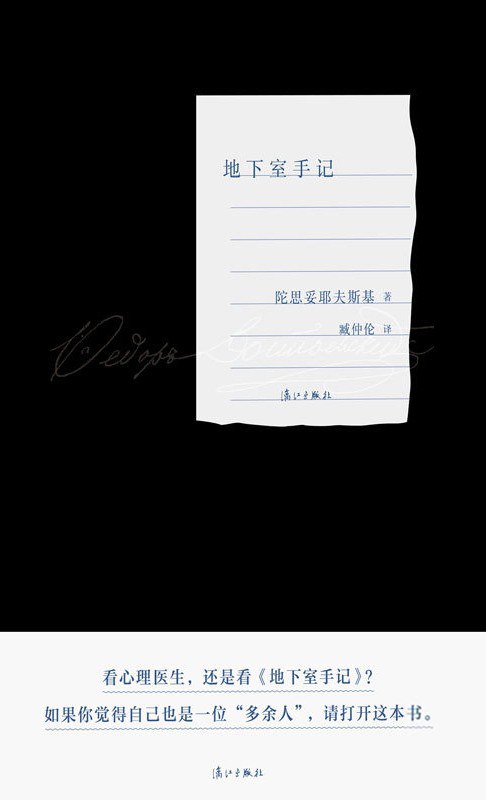 地下室手记
陀思妥耶夫斯基 著
臧仲伦 译
Ѳедоръ Достоевскій
漓江出版社
看心理医生，还是看《地下室手记》？
如果你觉得自己也是一位“多余人”，请打开这本书。
漓江出版社